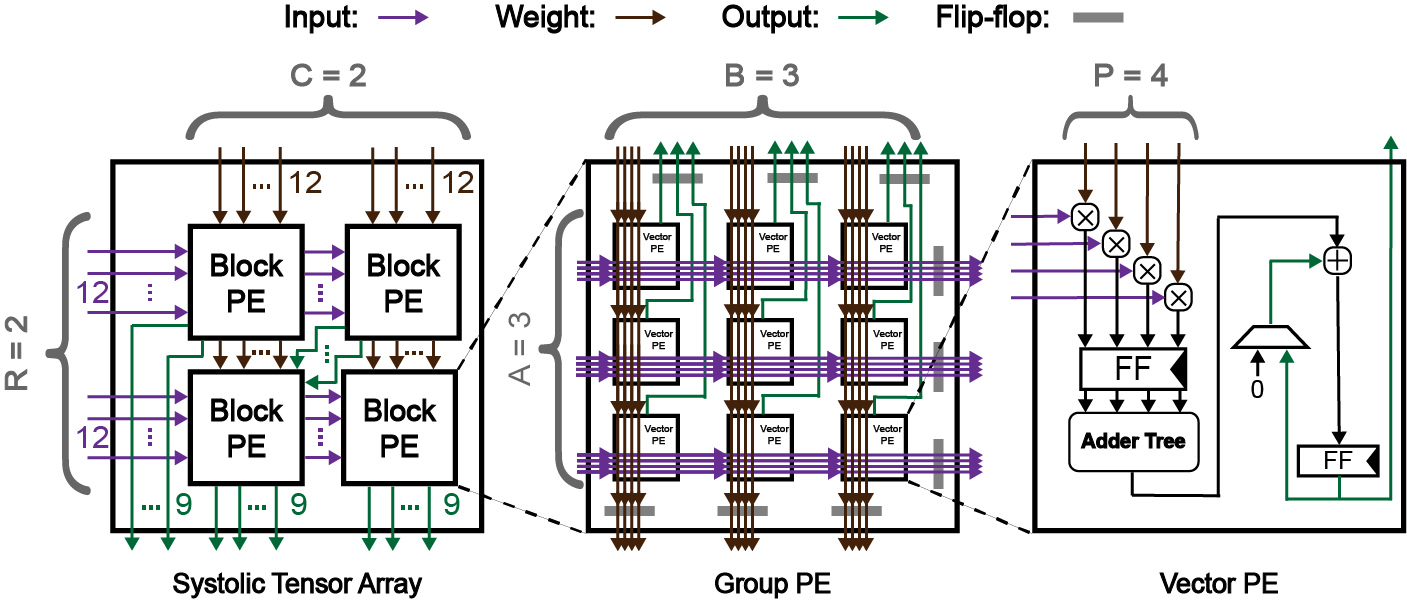 Input: Weight: Output: Flip-flop:
C = 2
B = 3
P = 4
R = 2
A = 3
... 12 ... 12
12
...
Block PE
...
Block PE
...
...
...
12
...
Block PE
...
Block PE
... 9 ... 9 ... 9
Vector PE Vector PE Vector PE
Vector PE Vector PE Vector PE
Vector PE Vector PE Vector PE
×
×
×
×
+
FF
0
Adder Tree
FF
Systolic Tensor Array Group PE Vector PE